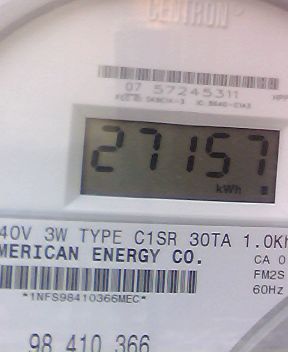 CENTRON
07 57245311
27157
kWh
40V 3W TYPE C1SR 30TA 1.0Kh
MERICAN ENERGY CO.
CA 0
FM2S
*1NFS98410366MEC*
60Hz
98 410 366